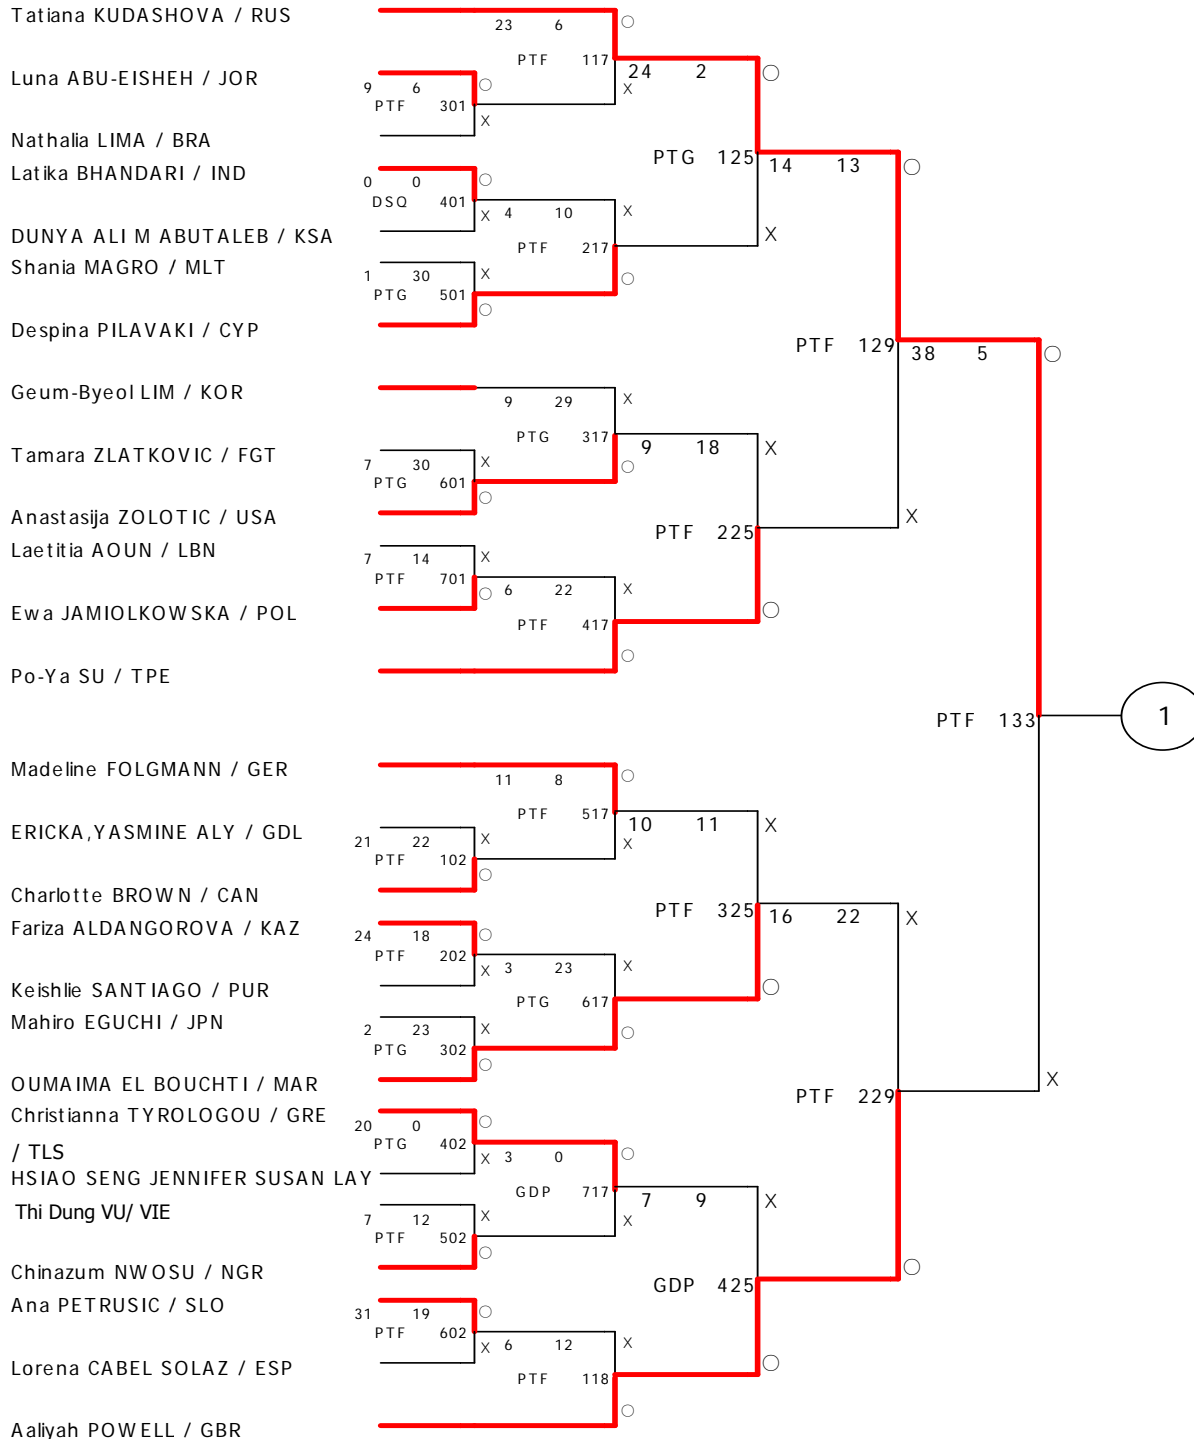 Tatiana KUDASHOVA / RUS
23 6 ○
PTF 117
24 2 ○
Luna ABU-EISHEH / JOR
9 6 ○ X
PTF 301
X
Nathalia LIMA / BRA
PTG 125
14 13 ○
Latika BHANDARI / IND
0 0 ○
DSQ 401
X 4 10 X
DUNYA ALI M ABUTALEB / KSA
X
PTF 217
Shania MAGRO / MLT
1 30 X ○
PTG 501
○
Despina PILAVAKI / CYP
PTF 129
38 5 ○
Geum-Byeol LIM / KOR
9 29 X
PTG 317
9 18 X
Tamara ZLATKOVIC / FGT
7 30 X ○
PTG 601
○
Anastasija ZOLOTIC / USA
X
PTF 225
Laetitia AOUN / LBN
7 14 X
PTF 701
○ 6 22 X
Ewa JAMIOLKOWSKA / POL
○
PTF 417
○
Po-Ya SU / TPE
PTF 133
1
Madeline FOLGMANN / GER
11 8 ○
PTF 517
10 11 X
ERICKA,YASMINE ALY / GDL
21 22 X X
PTF 102
○
Charlotte BROWN / CAN
PTF 325
16 22 X
Fariza ALDANGOROVA / KAZ
24 18 ○
PTF 202
X 3 23 X
Keishlie SANTIAGO / PUR
○
PTG 617
Mahiro EGUCHI / JPN
2 23 X ○
PTG 302
○
X
OUMAIMA EL BOUCHTI / MAR
PTF 229
Christianna TYROLOGOU / GRE
20 0 ○
PTG 402
/ TLS
X 3 0 ○
HSIAO SENG JENNIFER SUSAN LAY
GDP 717
7 9 X
Thi Dung VU/ VIE
7 12 X X
PTF 502
○
Chinazum NWOSU / NGR
○
GDP 425
Ana PETRUSIC / SLO
31 19 ○
PTF 602
X 6 12 X
Lorena CABEL SOLAZ / ESP
○
PTF 118
○
Aaliyah POWELL / GBR